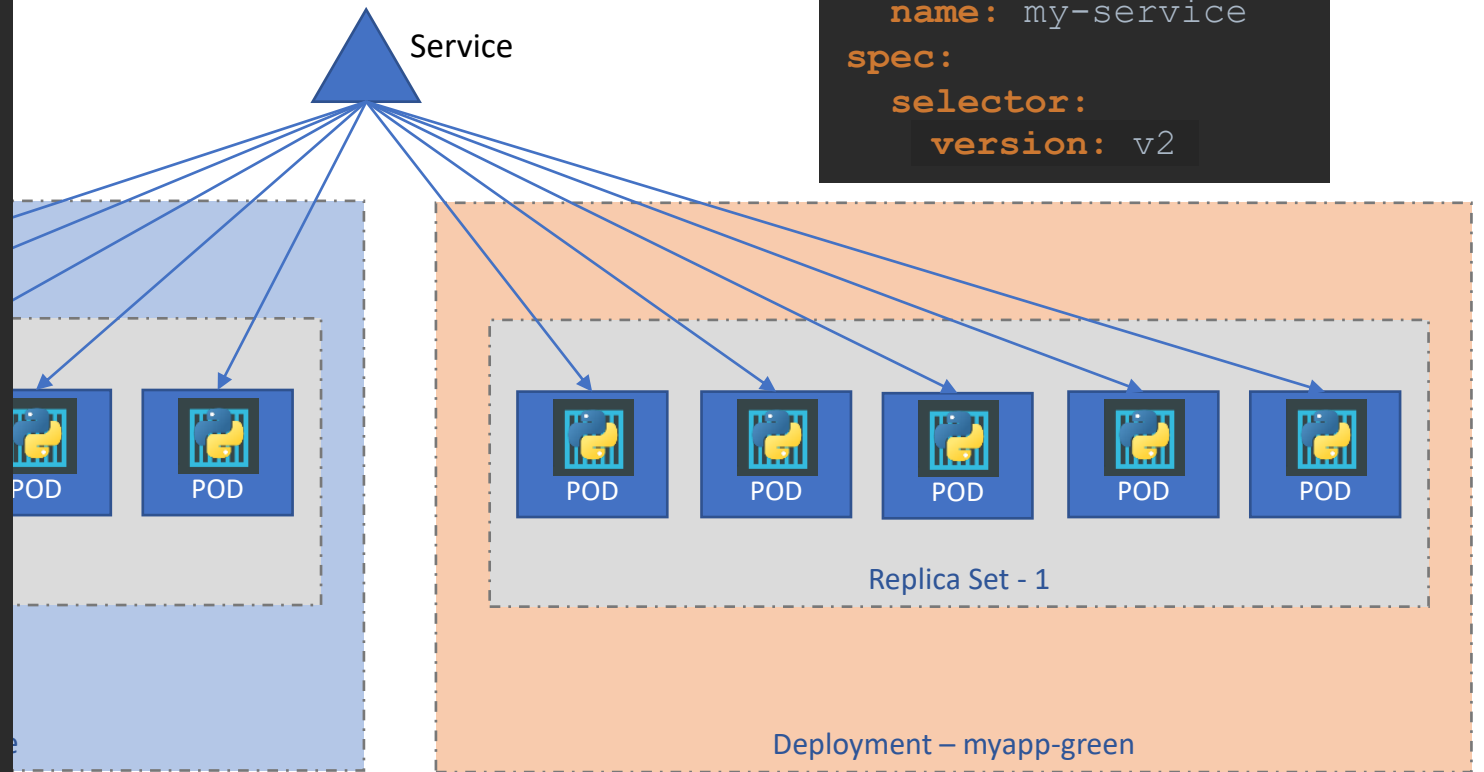 name: my-service
Service
spec:
selector:
version: v2
POD
POD
POD
POD
POD
POD
POD
Replica Set - 1
e
Deployment – myapp-green